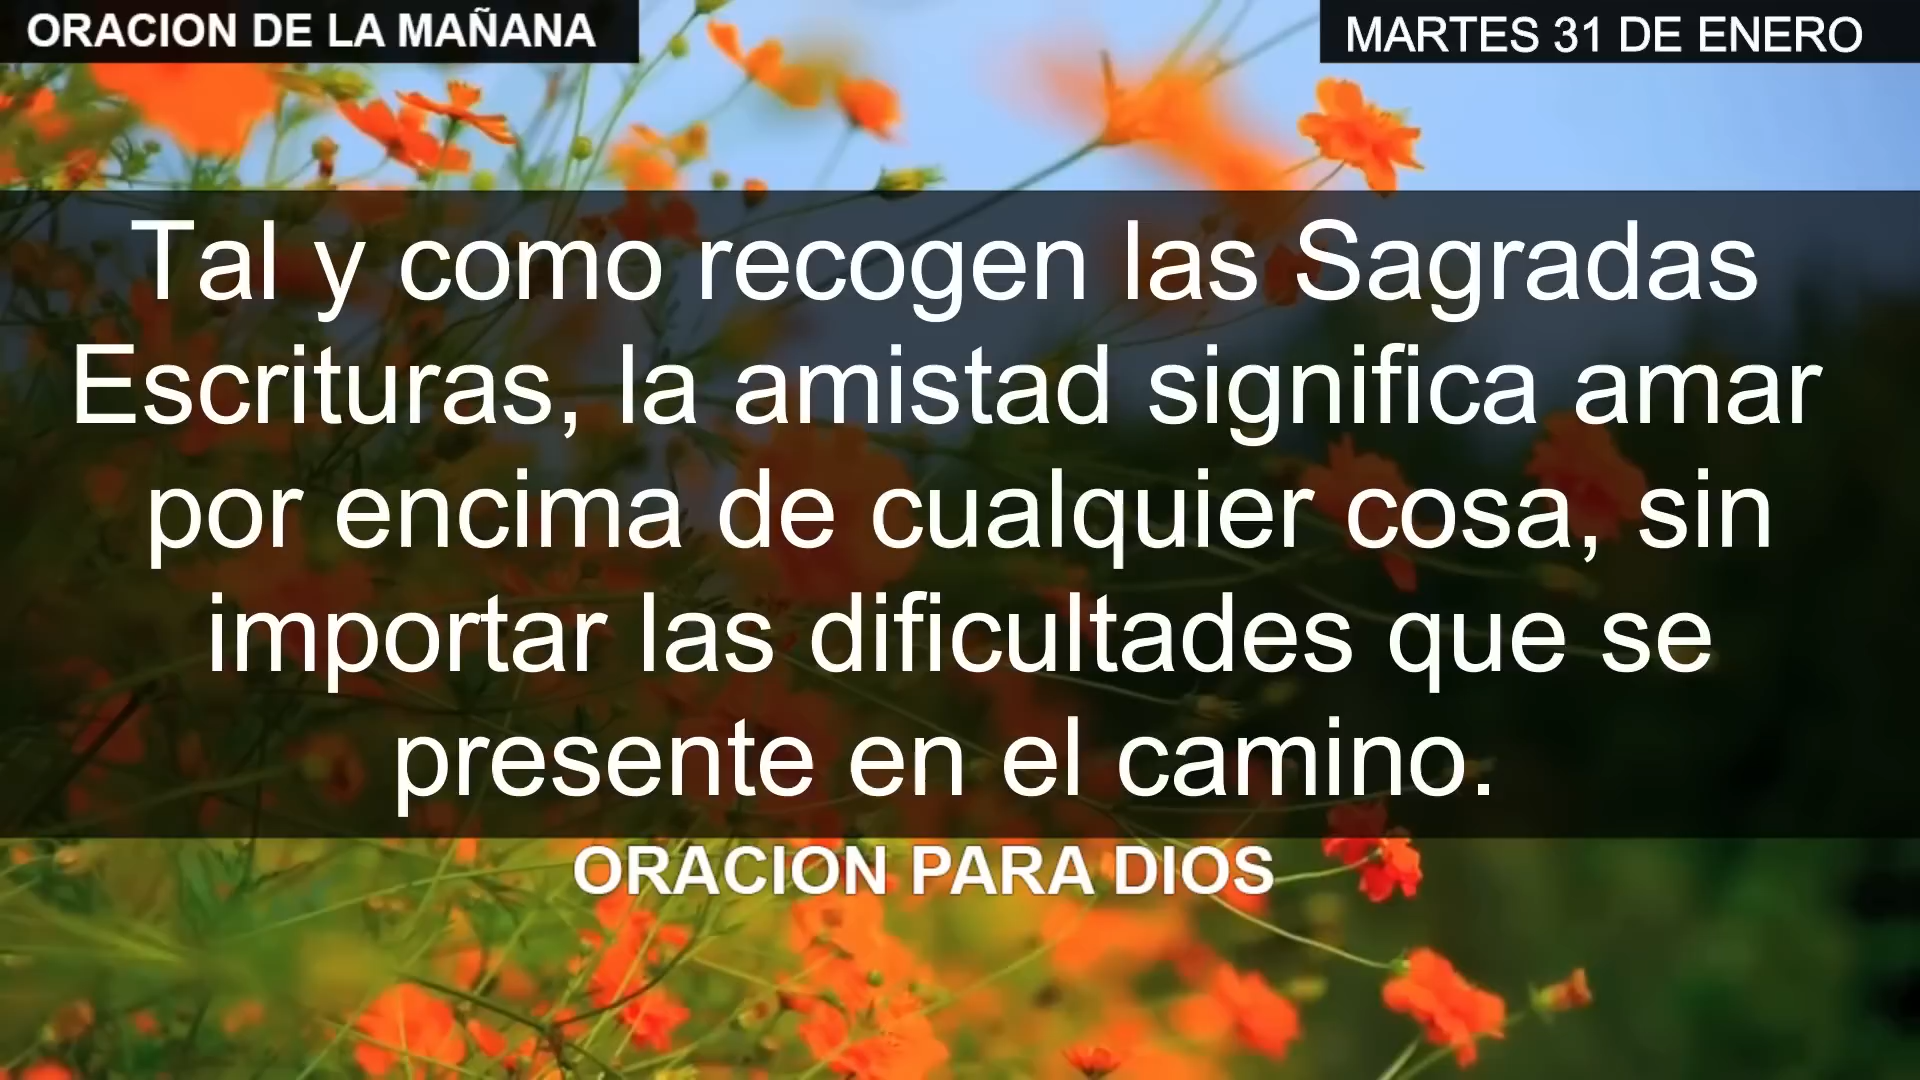 ORACION DE LA MAÑANA
MARTES 31 DE ENERO
Tal y como recogen las Sagradas
Escrituras, la amistad significa amar
por encima de cualquier cosa, sin
importar las dificultades que se
presente en el camino.
ORACION PARA DIOS